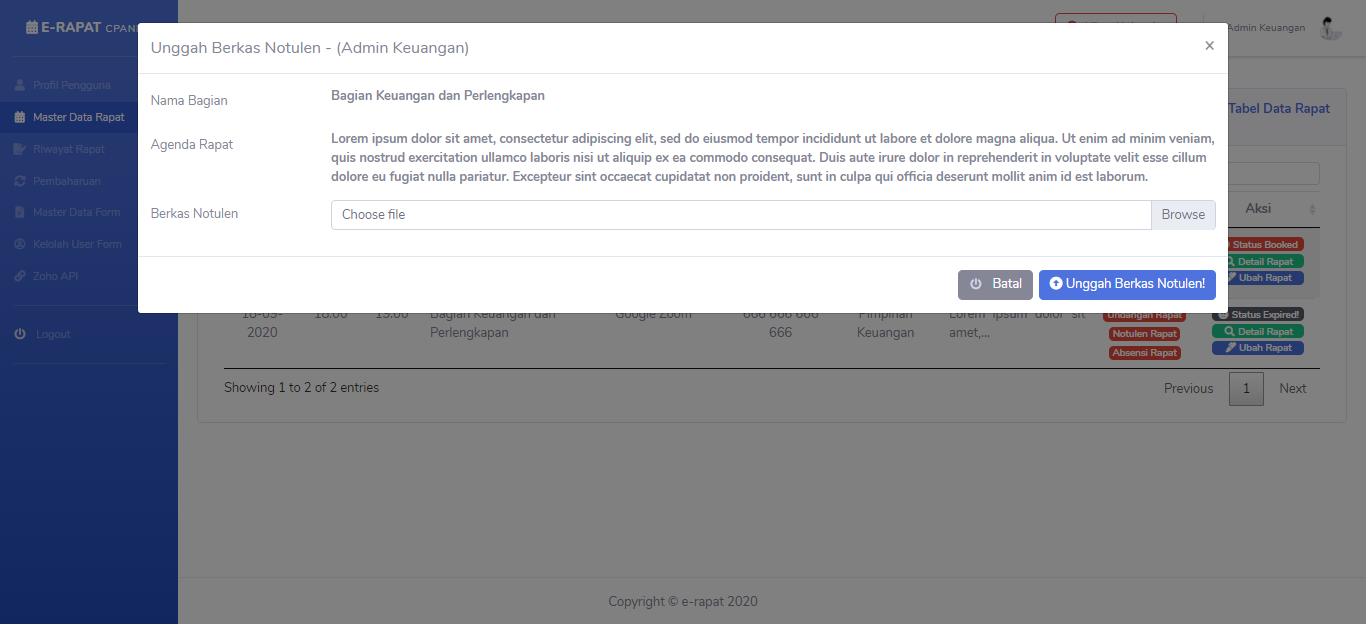 E-RAPAT CPAN
Admin Keuangan
Unggah Berkas Notulen - (Admin Keuangan)
×
Profil Pengguna
Master Data Rapat
Riwayat Rapat
Pembaharuan
Master Data Form
Kelolah User Form
Zoho API
Logout
Nama Bagian
Bagian Keuangan dan Perlengkapan
Agenda Rapat
Lorem ipsum dolor sit amet, consectetur adipiscing elit, sed do eiusmod tempor incididunt ut labore et dolore magna aliqua. Ut enim ad minim veniam,
quis nostrud exercitation ullamco laboris nisi ut aliquip ex ea commodo consequat. Duis aute irure dolor in reprehenderit in voluptate velit esse cillum
dolore eu fugiat nulla pariatur. Excepteur sint occaecat cupidatat non proident, sunt in culpa qui officia deserunt mollit anim id est laborum.
Berkas Notulen
Choose file
Browse
Batal
Unggah Berkas Notulen!
Tabel Data Rapat
Aksi
Status Booked
Detail Rapat
Ubah Rapat
18:00
19:00
Bagian Keuangan dan
Google Zoom
666 666 666
Pimpinan
Lorem ipsum dolor sit
Undangan Rapat
Status Expired!
2020
Perlengkapan
666
Keuangan
amet,...
Notulen Rapat
Detail Rapat
Absensi Rapat
Ubah Rapat
Showing 1 to 2 of 2 entries
Previous
1
Next
Copyright © e-rapat 2020